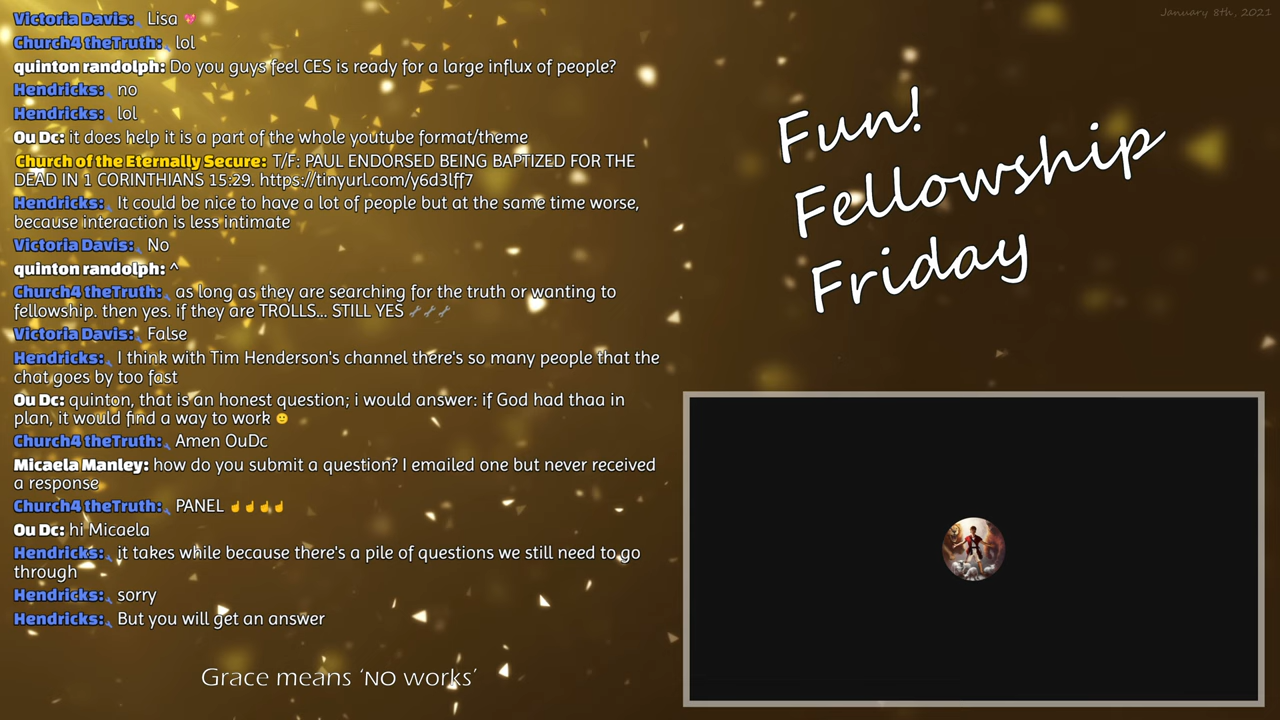 Victoria Davis: Lisa 💘
Church4 theTruth: lol
quinton randolph: Do you guys feel CES is ready for a large influx of people?
Hendricks: no
Hendricks: lol
Ou Dc: it does help it is a part of the whole youtube format/theme
Church of the Eternally Secure: T/F: PAUL ENDORSED BEING BAPTIZED FOR THE
DEAD IN 1 CORINTHIANS 15:29. https://tinyurl.com/y6d3lff7
Hendricks: It could be nice to have a lot of people but at the same time worse,
because interaction is less intimate
Victoria Davis: No
quinton randolph: ^
Church4 theTruth: as long as they are searching for the truth or wanting to
fellowship. then yes. if they are TROLLS... STILL YES 🔧🔧🔧
Victoria Davis: False
Hendricks: I think with Tim Henderson's channel there's so many people that the
chat goes by too fast
Ou Dc: quinton, that is an honest question; i would answer: if God had thaa in
plan, it would find a way to work 🙂
Church4 theTruth: Amen OuDc
Micaela Manley: how do you submit a question? I emailed one but never received
a response
Church4 theTruth: PANEL ☝☝☝☝
Ou Dc: hi Micaela
Hendricks: it takes while because there's a pile of questions we still need to go
through
Hendricks: sorry
Hendricks: But you will get an answer
Grace means ‘NO works’
January 8th, 2021
Fun!
Fellowship
Friday